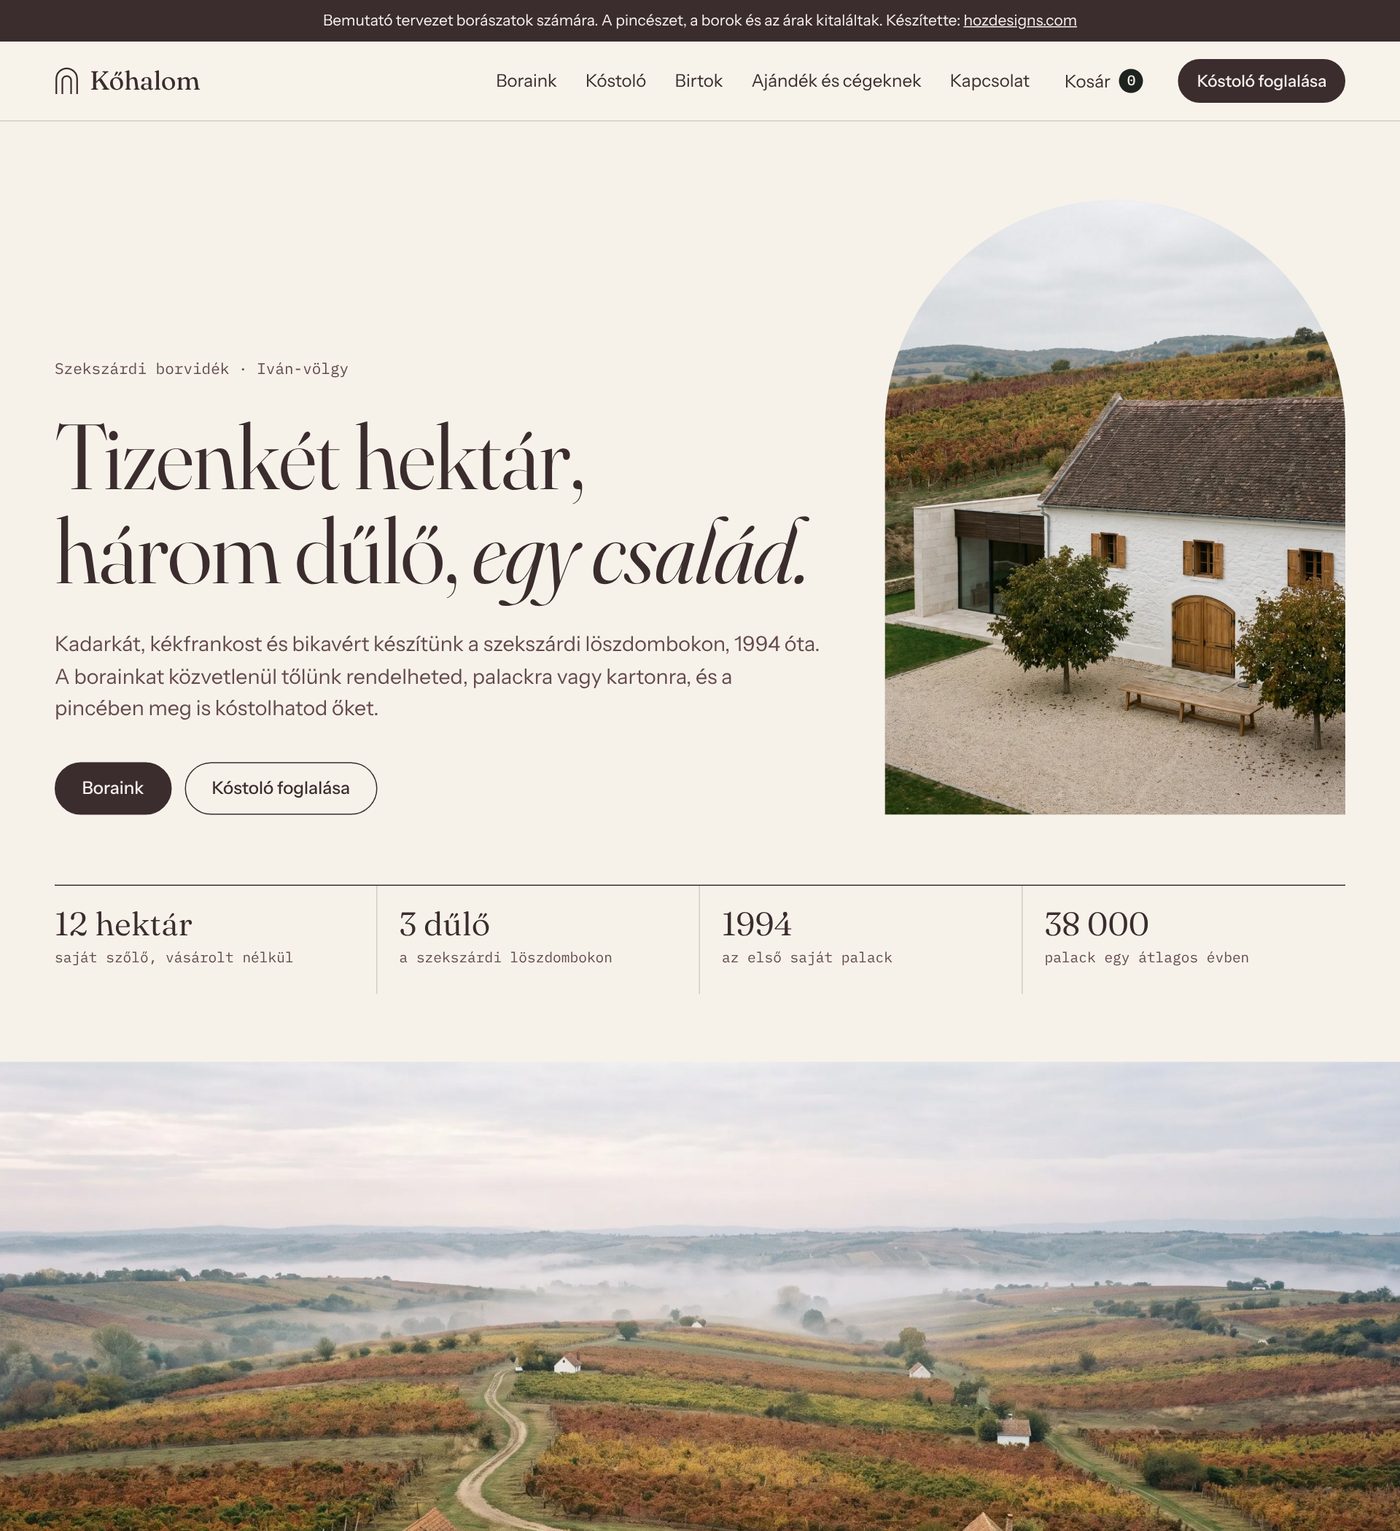 Bemutató tervezet borászatok számára. A pincészet, a borok és az árak kitaláltak. Készítette: hozdesigns.com
Kőhalom
Boraink
Kóstoló
Birtok
Ajándék és cégeknek
Kapcsolat
Kosár 0
Kóstoló foglalása
Szekszárdi borvidék · Iván-völgy
Tizenkét hektár,
három dűlő, egy család.
Kadarkát, kékfrankost és bikavért készítünk a szekszárdi löszdombokon, 1994 óta.
A borainkat közvetlenül tőlünk rendelheted, palackra vagy kartonra, és a
pincében meg is kóstolhatod őket.
Boraink
Kóstoló foglalása
12 hektár
saját szőlő, vásárolt nélkül
3 dűlő
a szekszárdi löszdombokon
1994
az első saját palack
38 000
palack egy átlagos évben